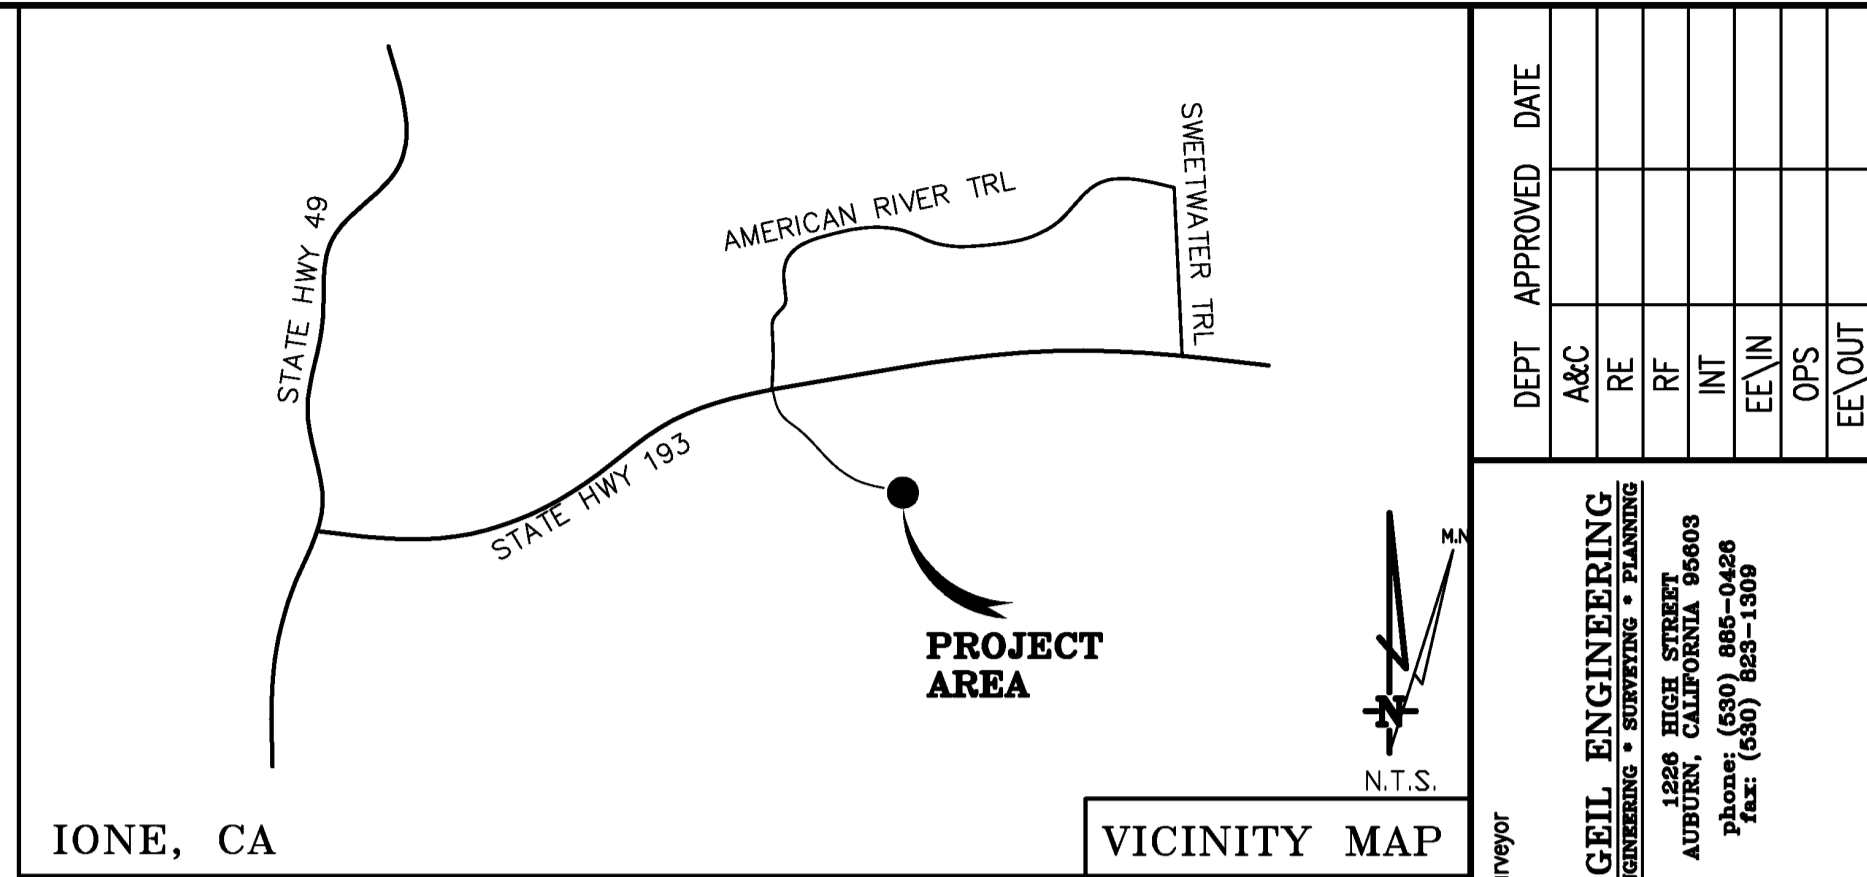 STATE HWY 49
AMERICAN RIVER TRL
SWEETWATER TRL
STATE HWY 193
PROJECT
AREA
M.N
N
N.T.S.
IONE, CA
VICINITY MAP
DEPT APPROVED DATE
A&C
RE
RF
INT
EE\IN
OPS
EE\OUT
rveyor
GEIL ENGINEERING
NGINEERING * SURVEYING * PLANNING
1226 HIGH STREET
AUBURN, CALIFORNIA 95603
phone: (530) 885-0426
fax: (530) 823-1309